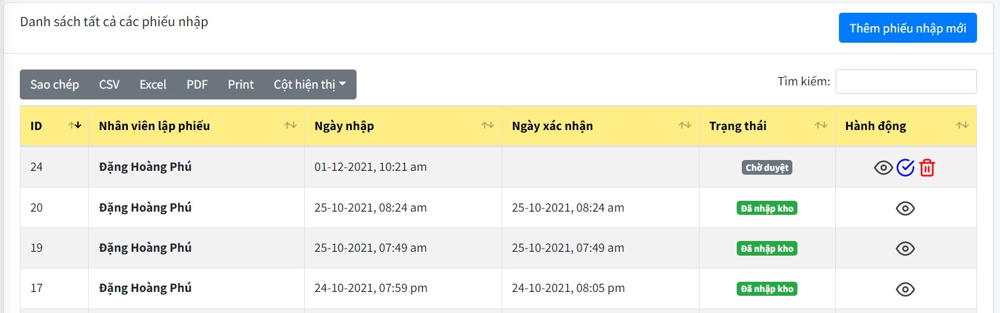 Danh sách tất cả các phiếu nhập
Thêm phiếu nhập mới
Sao chép CSV Excel PDF Print Cột hiện thị
Tìm kiếm:
ID Nhân viên lập phiếu Ngày nhập Ngày xác nhận Trạng thái Hành động
24 Đặng Hoàng Phú 01-12-2021, 10:21 am Chờ duyệt
20 Đặng Hoàng Phú 25-10-2021, 08:24 am 25-10-2021, 08:24 am Đã nhập kho
19 Đặng Hoàng Phú 25-10-2021, 07:49 am 25-10-2021, 07:49 am Đã nhập kho
17 Đặng Hoàng Phú 24-10-2021, 07:59 pm 24-10-2021, 08:05 pm Đã nhập kho